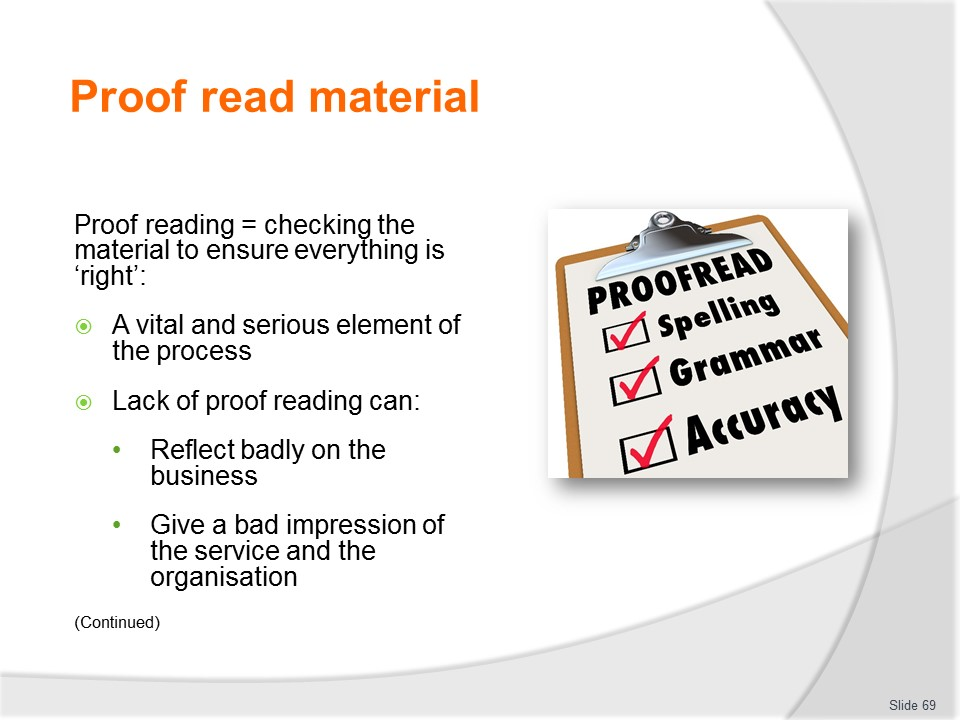 Proof read material
Proof reading = checking the
material to ensure everything is
‘right’:
A vital and serious element of
the process
Lack of proof reading can:
• Reflect badly on the
business
• Give a bad impression of
the service and the
organisation
(Continued)
PROOFREAD
Spelling
Grammar
Accuracy
Slide 69